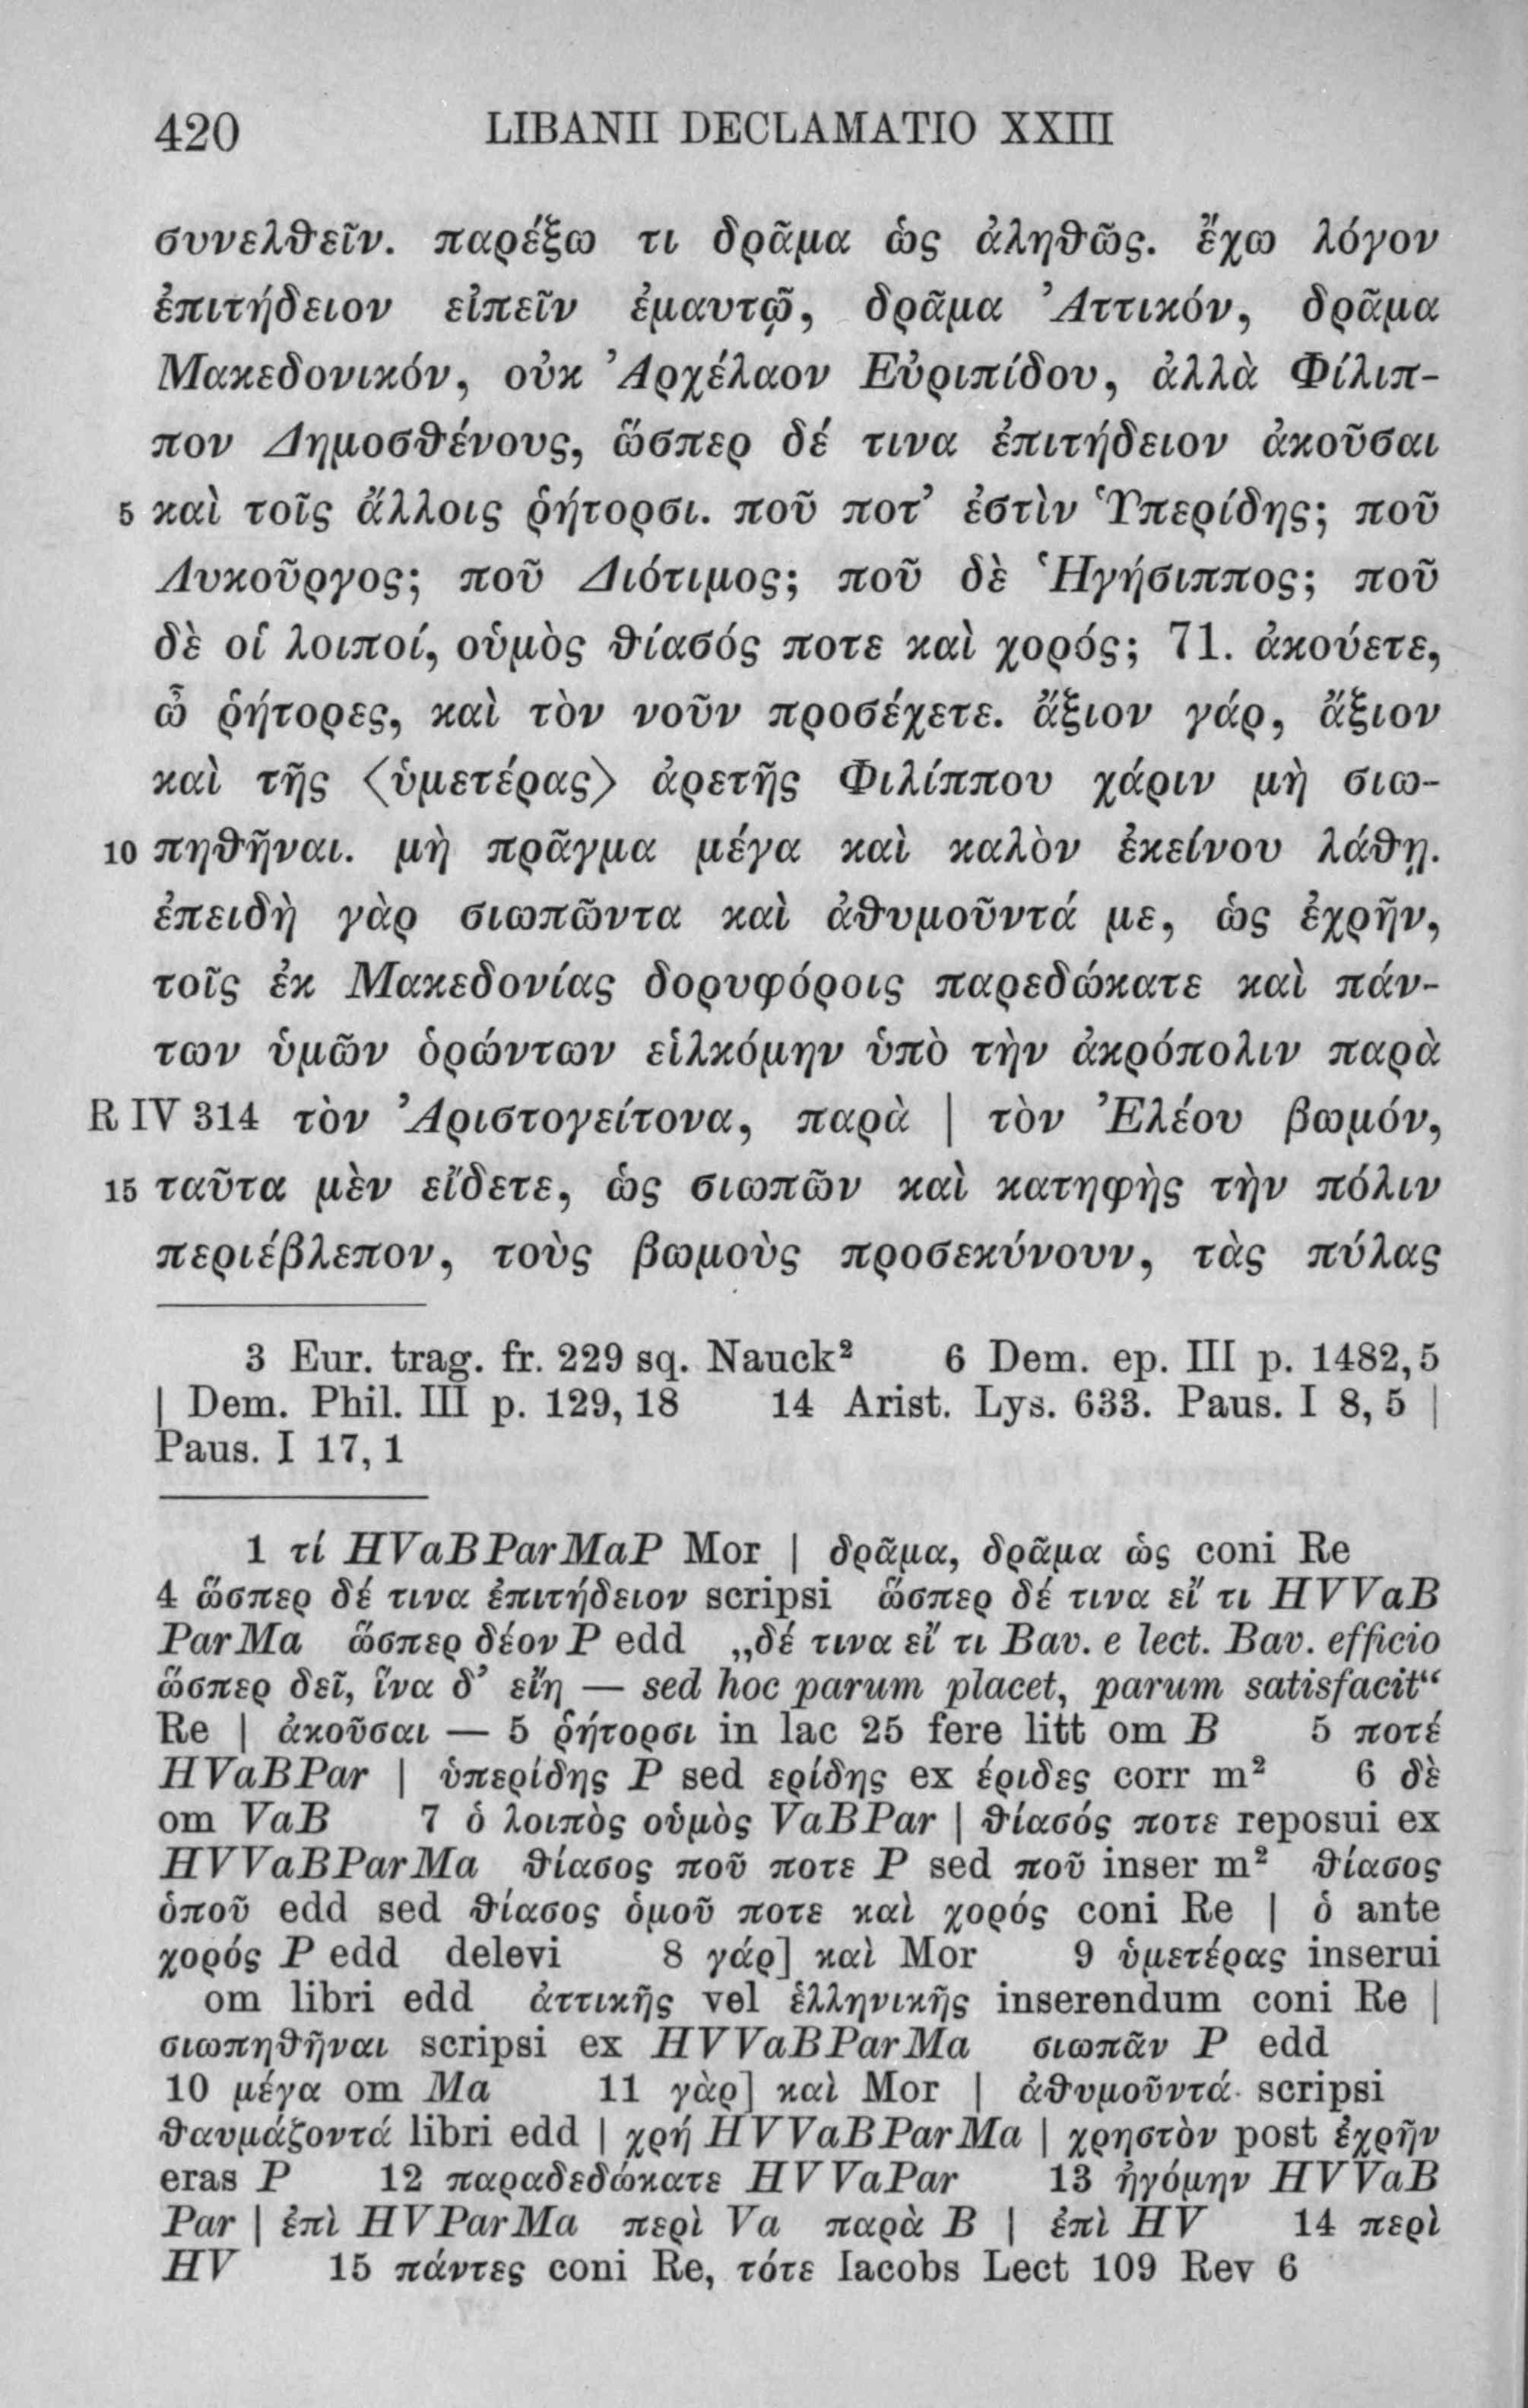 420 LIBANII DECLAMATIO XXIII
συνελθεῖν. παρέξω τι δρᾶμα ὡς ἀληθῶς. ἔχω λόγον
ἐπιτήδειον εἰπεῖν ἐμαυτῷ, δρᾶμα Ἀττικόν, δρᾶμα
Μακεδονικόν, οὐκ Ἀρχέλαον Εὐριπίδου, ἀλλὰ Φίλιπ-
πον Δημοσθένους, ὥσπερ δέ τινα ἐπιτήδειον ἀκοῦσαι
5 καὶ τοῖς ἄλλοις ῥήτορσι. ποῦ ποτ’ ἐστὶν Ὑπερίδης; ποῦ
Λυκοῦργος; ποῦ Διότιμος; ποῦ δὲ Ἡγήσιππος; ποῦ
δὲ οἱ λοιποί, οὑμὸς θίασός ποτε καὶ χορός; 71. ἀκούετε,
ὦ ῥήτορες, καὶ τὸν νοῦν προσέχετε. ἄξιον γάρ, ἄξιον
καὶ τῆς ⟨ὑμετέρας⟩ ἀρετῆς Φιλίππου χάριν μὴ σιω-
10 πηθῆναι. μὴ πρᾶγμα μέγα καὶ καλὸν ἐκείνου λάθῃ.
ἐπειδὴ γὰρ σιωπῶντα καὶ ἀθυμοῦντά με, ὡς ἐχρῆν,
τοῖς ἐκ Μακεδονίας δορυφόροις παρεδώκατε καὶ πάν-
των ὑμῶν ὁρώντων εἱλκόμην ὑπὸ τὴν ἀκρόπολιν παρὰ
R IV 314 τὸν Ἀριστογείτονα, παρὰ | τὸν Ἐλέου βωμόν,
15 ταῦτα μὲν εἴδετε, ὡς σιωπῶν καὶ κατηφὴς τὴν πόλιν
περιέβλεπον, τοὺς βωμοὺς προσεκύνουν, τὰς πύλας
3 Eur. trag. fr. 229 sq. Nauck² 6 Dem. ep. III p. 1482, 5
| Dem. Phil. III p. 129, 18 14 Arist. Lys. 633. Paus. I 8, 5 |
Paus. I 17, 1
1 τί HVaBParMaP Mor | δρᾶμα, δρᾶμα ὡς coni Re
4 ὥσπερ δέ τινα ἐπιτήδειον scripsi ὥσπερ δέ τινα εἴ τι HVVaB
ParMa ὥσπερ δέον P edd „δέ τινα εἴ τι Bav. e lect. Bav. efficio
ὥσπερ δεῖ, ἵνα δ’ εἴη — sed hoc parum placet, parum satisfacit“
Re | ἀκοῦσαι — 5 ῥήτορσι in lac 25 fere litt om B 5 ποτέ
HVaBPar | ὑπερίδης P sed ερίδης ex έριδες corr m² 6 δὲ
om VaB 7 ὁ λοιπὸς οὑμὸς VaBPar | θίασός ποτε reposui ex
HVVaBParMa θίασος ποῦ ποτε P sed ποῦ inser m² θίασος
ὁποῦ edd sed θίασος ὁμοῦ ποτε καὶ χορός coni Re | ὁ ante
χορός P edd delevi 8 γάρ] καὶ Mor 9 ὑμετέρας inserui
om libri edd ἀττικῆς vel ἑλληνικῆς inserendum coni Re |
σιωπηθῆναι scripsi ex HVVaBParMa σιωπᾶν P edd
10 μέγα om Ma 11 γὰρ] καὶ Mor | ἀθυμοῦντά scripsi
θαυμάζοντά libri edd | χρή HVVaBParMa | χρηστὸν post ἐχρῆν
eras P 12 παραδεδώκατε HVVaPar 13 ἠγόμην HVVaB
Par | ἐπὶ HVParMa περὶ Va παρὰ B | ἐπὶ HV 14 περὶ
HV 15 πάντες coni Re, τότε Iacobs Lect 109 Rev 6